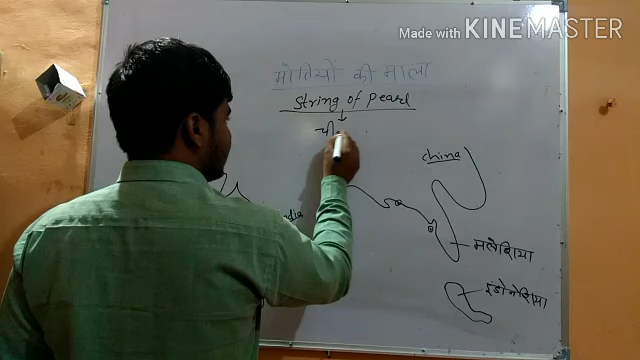 Made with KINEMASTER
मोतियों की माला
String of Pearl
ची
China
मलेशिया
इंडोनेशिया